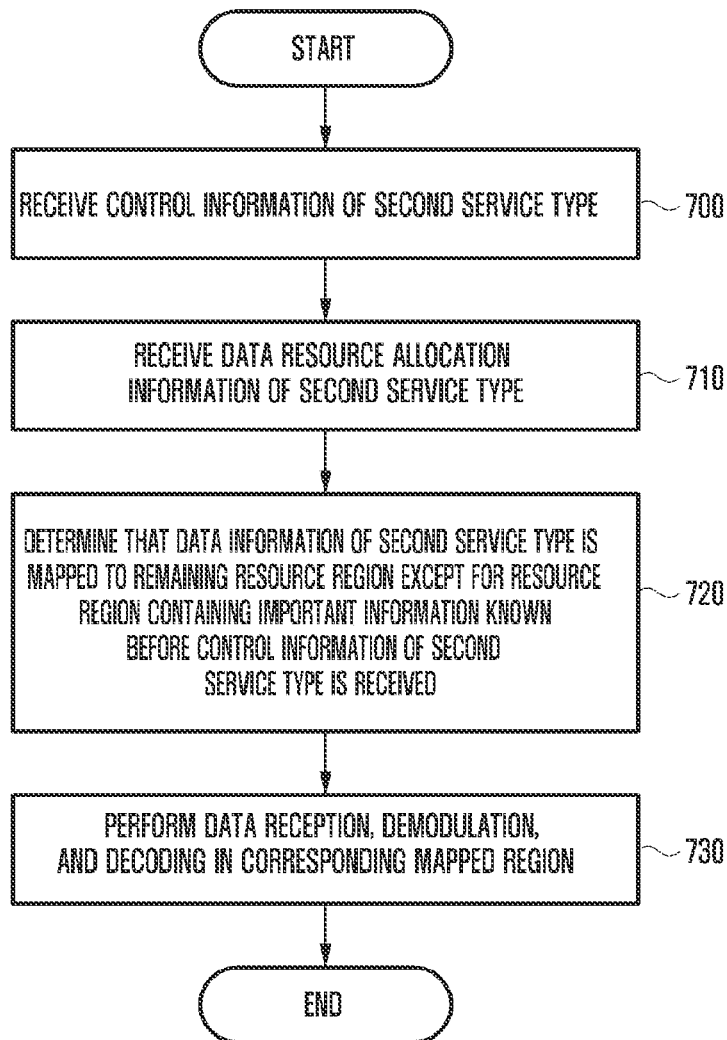 START
RECEIVE CONTROL INFORMATION OF SECOND SERVICE TYPE
700
RECEIVE DATA RESOURCE ALLOCATION
INFORMATION OF SECOND SERVICE TYPE
710
DETERMINE THAT DATA INFORMATION OF SECOND SERVICE TYPE IS
MAPPED TO REMAINING RESOURCE REGION EXCEPT FOR RESOURCE
REGION CONTAINING IMPORTANT INFORMATION KNOWN
BEFORE CONTROL INFORMATION OF SECOND
SERVICE TYPE IS RECEIVED
720
PERFORM DATA RECEPTION, DEMODULATION,
AND DECODING IN CORRESPONDING MAPPED REGION
730
END